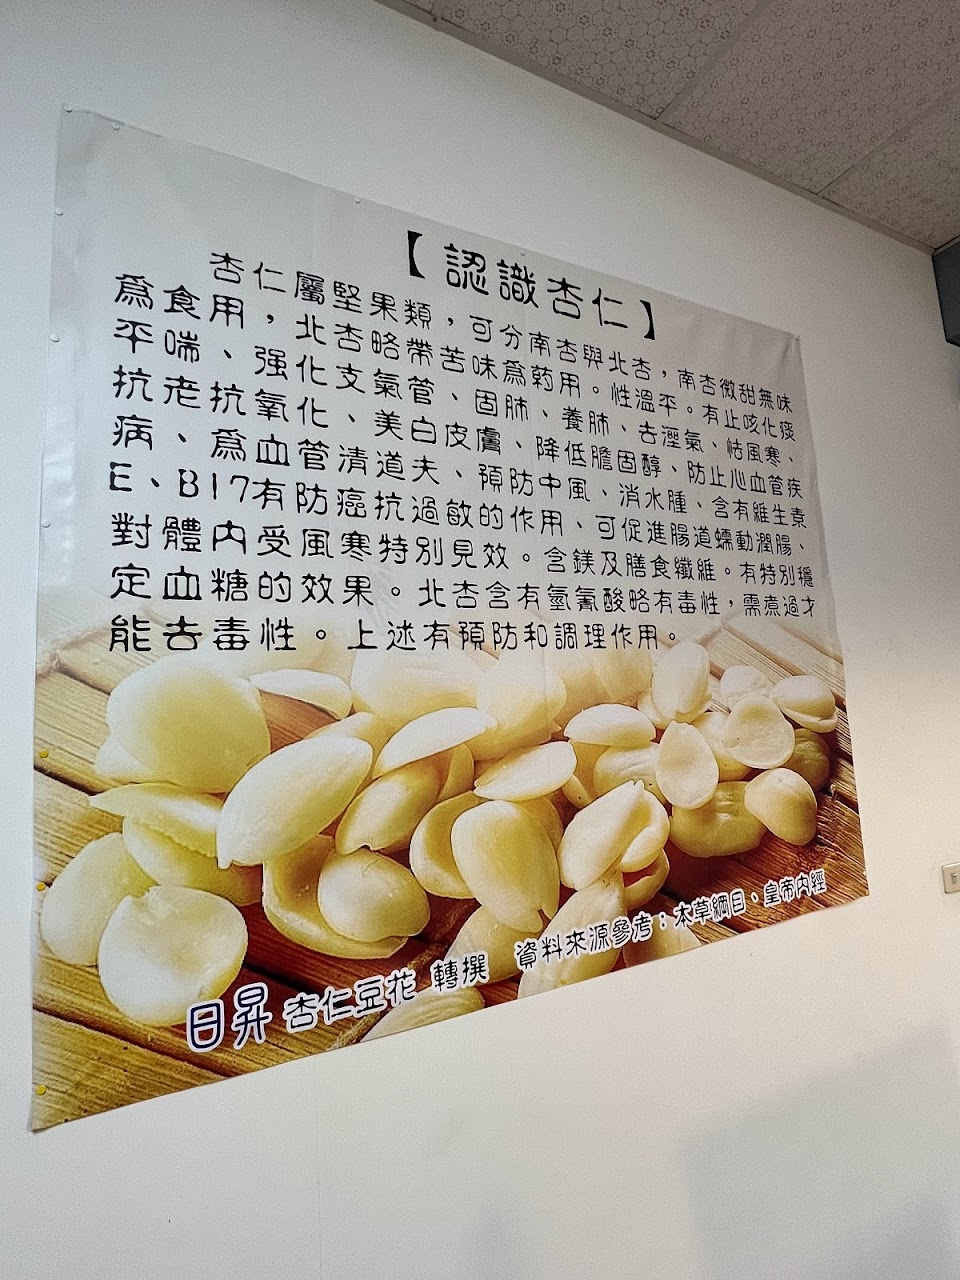 【認識杏仁】
杏仁屬堅果類，可分南杏與北杏，南杏微甜無味
為食用，北杏略帶苦味為葯用。性溫平。有止咳化痰
平喘、強化支氣管、固肺、養肺、去溼氣、怯風寒、
抗老抗氧化、美白皮膚、降低膽固醇、防止心血管疾
病、為血管清道夫、預防中風、消水腫、含有維生素
E、B17有防癌抗過敏的作用、可促進腸道蠕動潤腸、
對體內受風寒特別見效。含鎂及膳食纖維。有特別穩
定血糖的效果。北杏含有氫氰酸略有毒性，需煮過才
能去毒性。上述有預防和調理作用。
資料來源參考：本草綱目、皇帝內經
日昇 杏仁豆花 轉撰